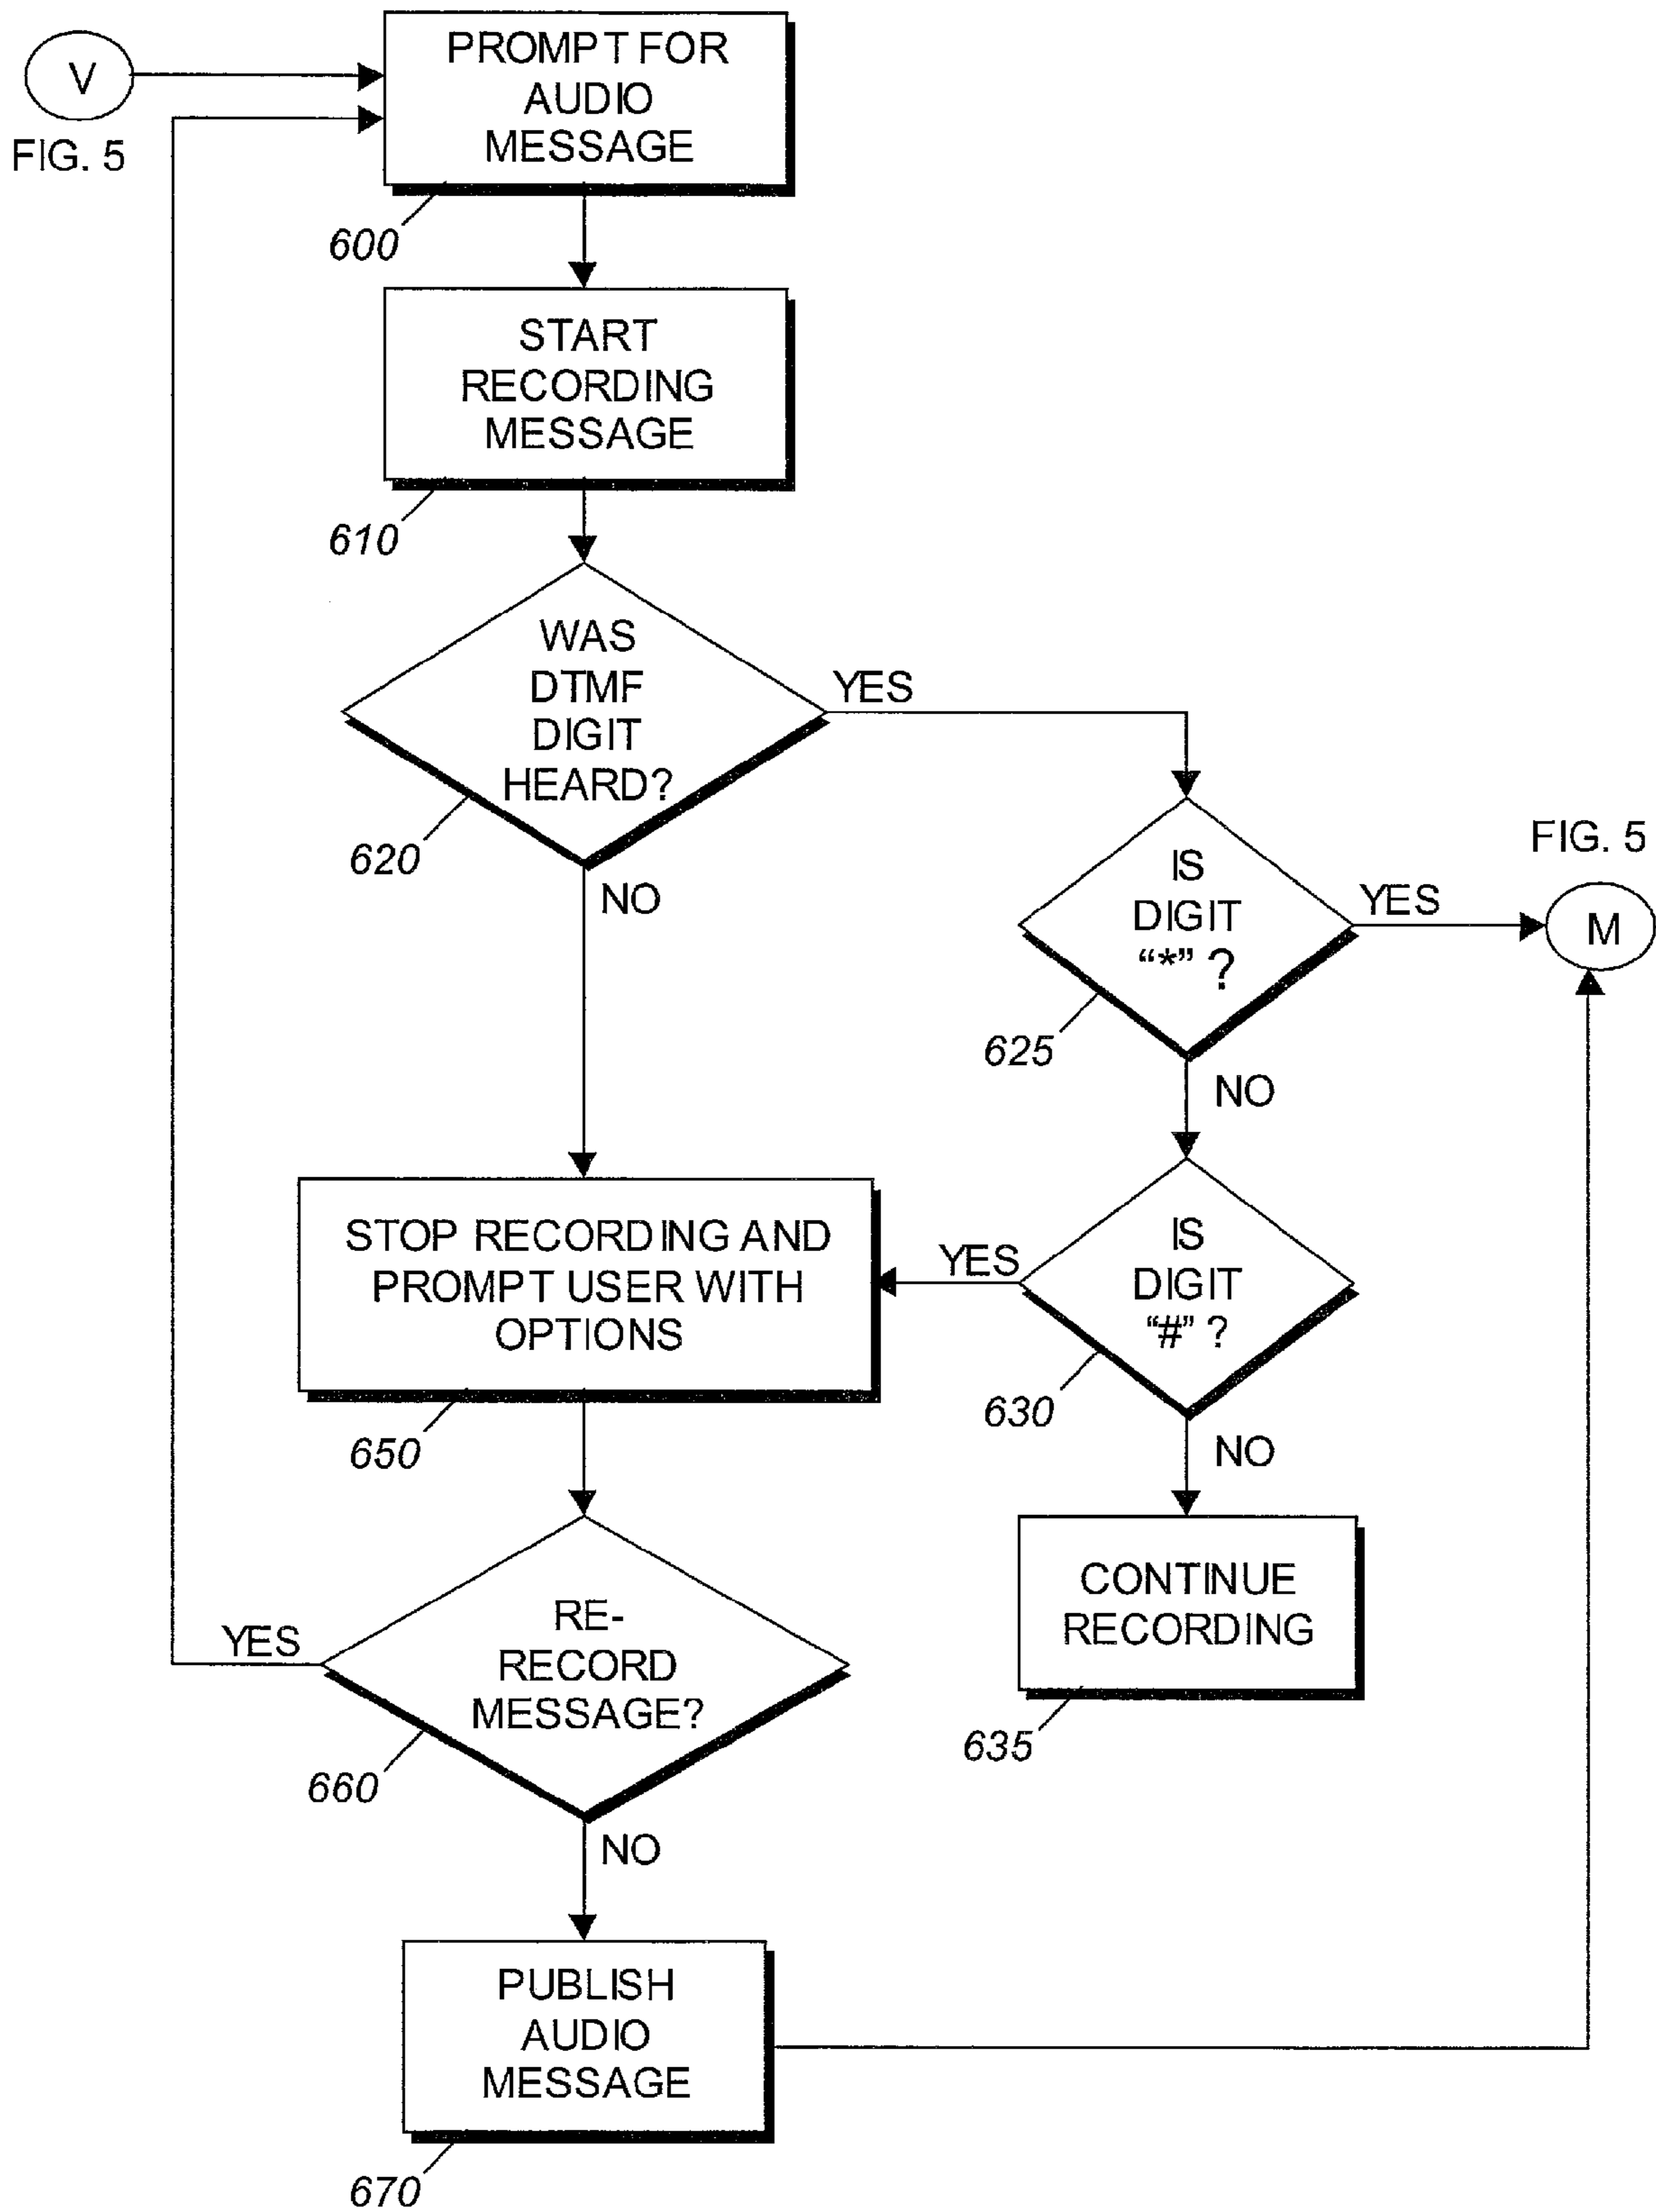 V
FIG. 5
PROMPT FOR
AUDIO
MESSAGE
600
START
RECORDING
MESSAGE
610
WAS
DTMF
DIGIT
HEARD?
620
YES
NO
IS
DIGIT
“*” ?
625
YES
FIG. 5
M
NO
IS
DIGIT
“#” ?
630
YES
NO
CONTINUE
RECORDING
635
STOP RECORDING AND
PROMPT USER WITH
OPTIONS
650
RE-
RECORD
MESSAGE?
660
YES
NO
PUBLISH
AUDIO
MESSAGE
670